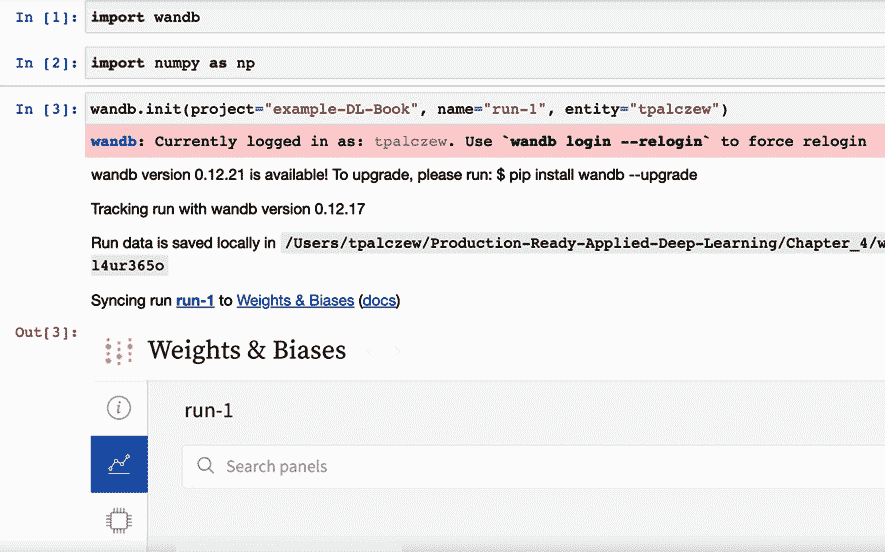 In [1]: import wandb
In [2]: import numpy as np
In [3]: wandb.init(project="example-DL-Book", name="run-1", entity="tpalczew")
wandb: Currently logged in as: tpalczew. Use `wandb login --relogin` to force relogin
wandb version 0.12.21 is available! To upgrade, please run: $ pip install wandb --upgrade
Tracking run with wandb version 0.12.17
Run data is saved locally in /Users/tpalczew/Production-Ready-Applied-Deep-Learning/Chapter_4/w
l4ur365o
Syncing run run-1 to Weights & Biases (docs)
Out[3]:
Weights & Biases
run-1
Search panels